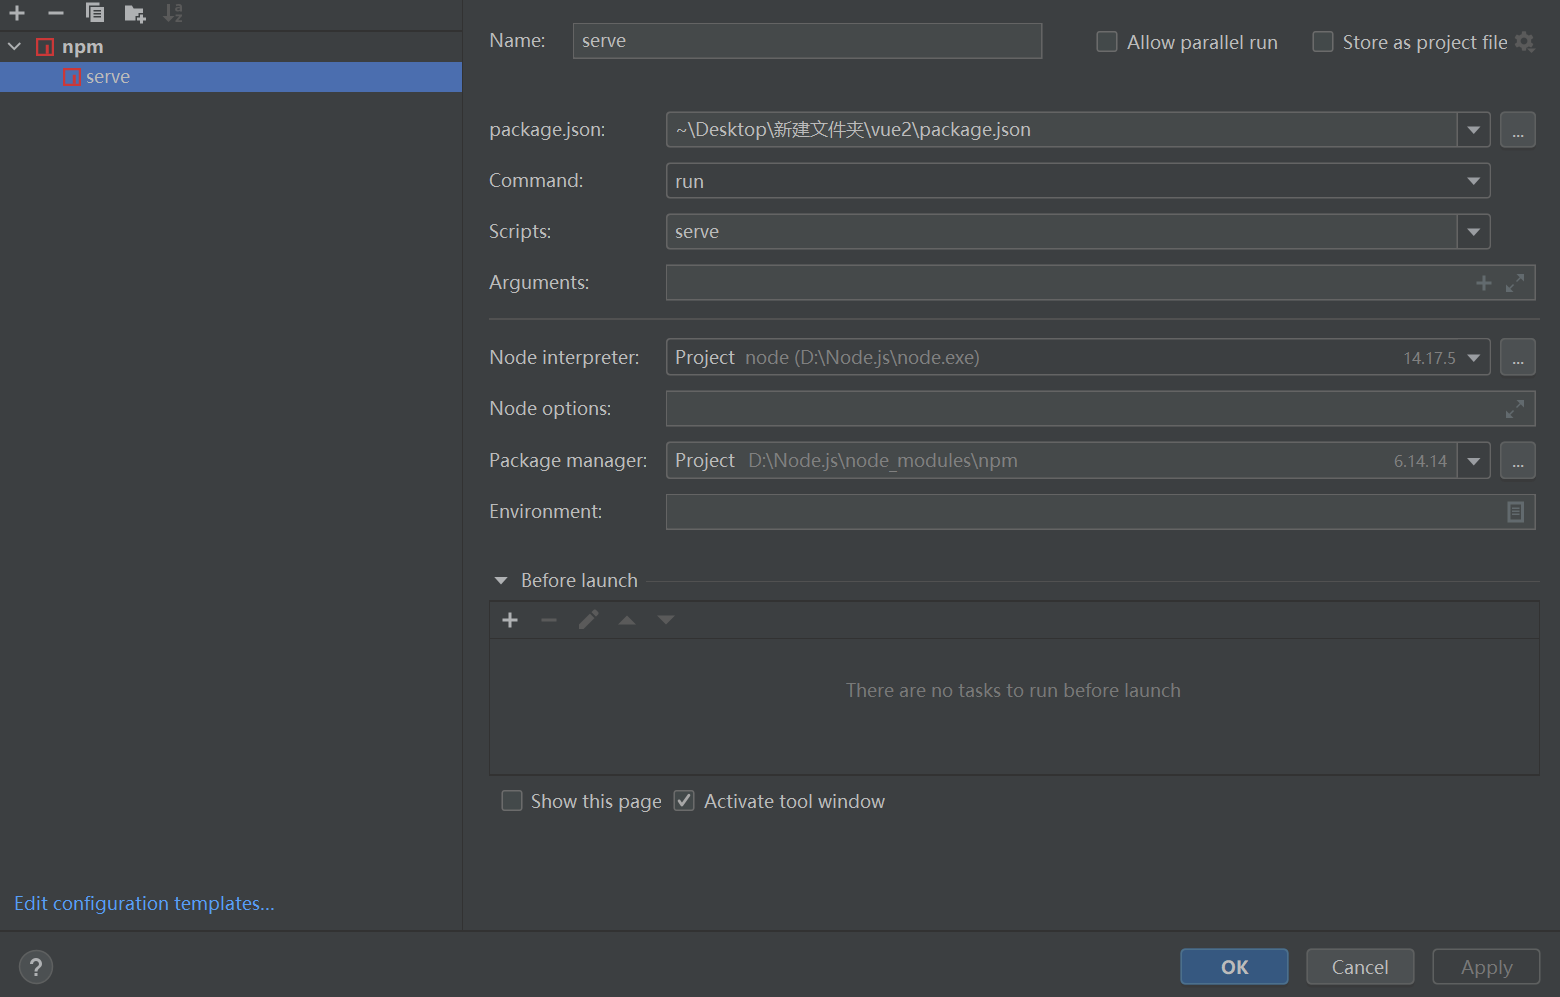 npm
serve
Edit configuration templates...
Name: serve
Allow parallel run
Store as project file
package.json: ~\Desktop\新建文件夹\vue2\package.json
...
Command: run
Scripts: serve
Arguments:
Node interpreter: Project node (D:\Node.js\node.exe) 14.17.5
...
Node options:
Package manager: Project D:\Node.js\node_modules\npm 6.14.14
...
Environment:
Before launch
There are no tasks to run before launch
Show this page
Activate tool window
?
OK
Cancel
Apply